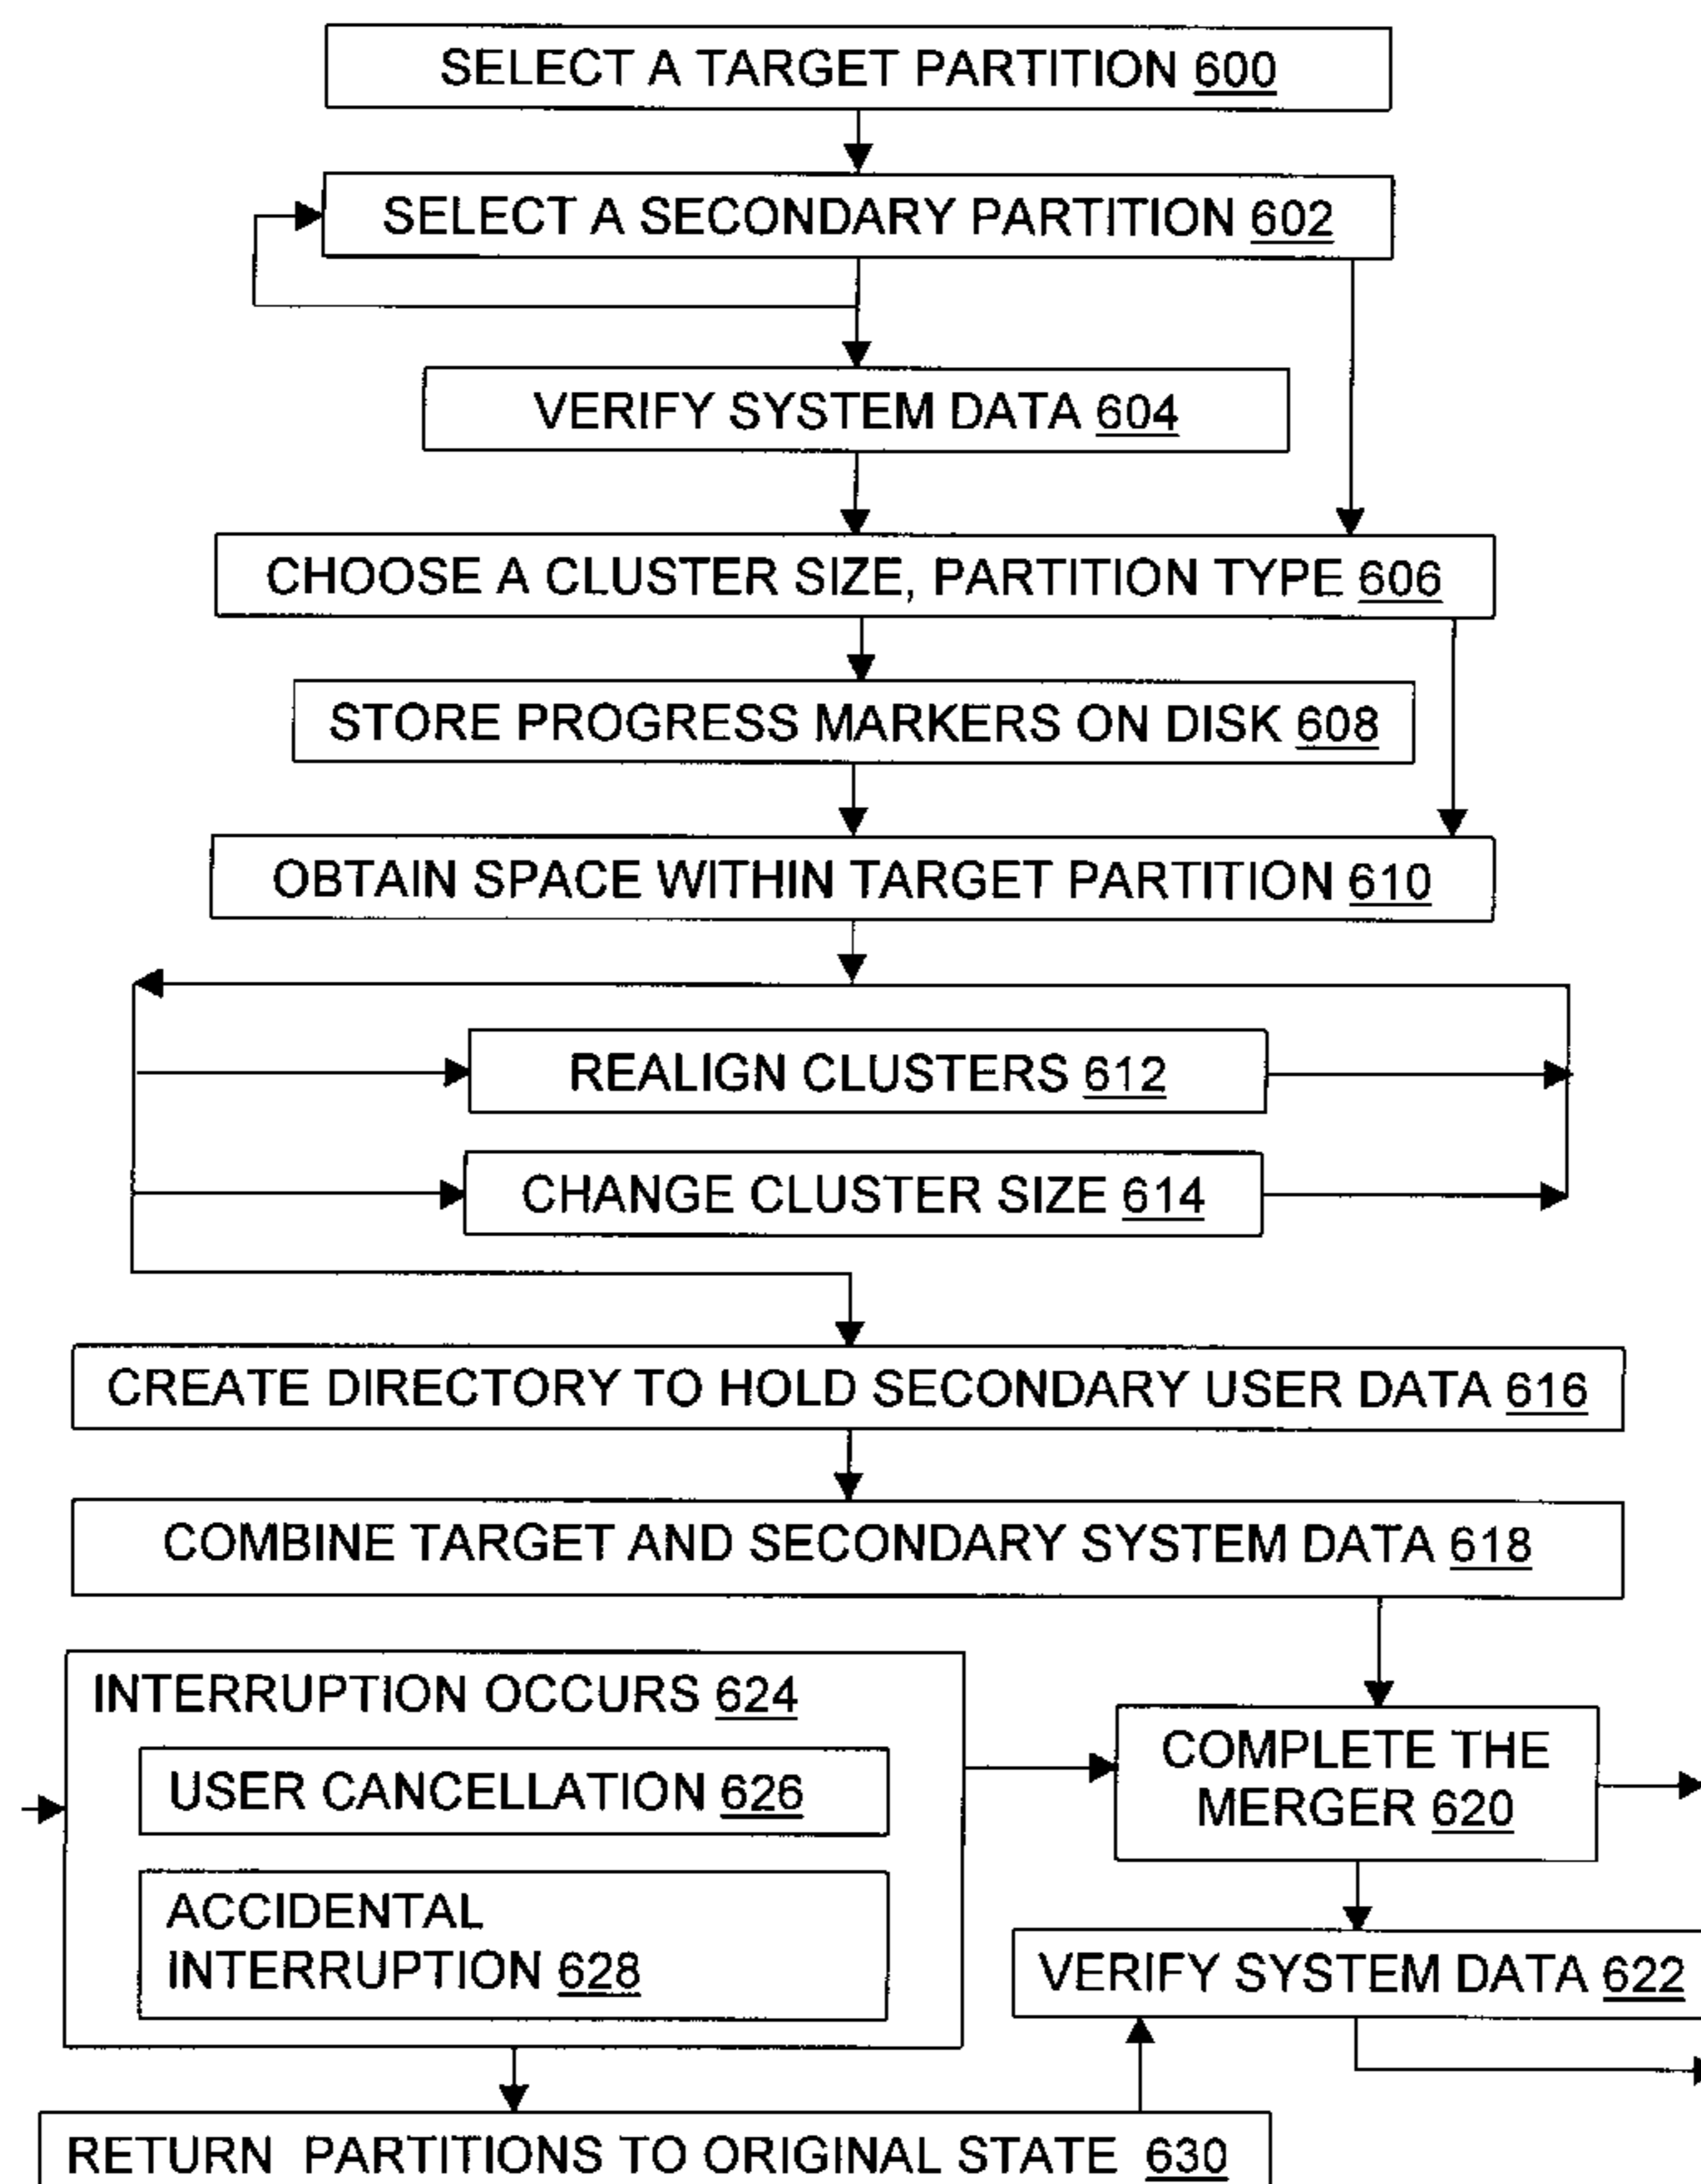 SELECT A TARGET PARTITION 600
SELECT A SECONDARY PARTITION 602
VERIFY SYSTEM DATA 604
CHOOSE A CLUSTER SIZE, PARTITION TYPE 606
STORE PROGRESS MARKERS ON DISK 608
OBTAIN SPACE WITHIN TARGET PARTITION 610
REALIGN CLUSTERS 612
CHANGE CLUSTER SIZE 614
CREATE DIRECTORY TO HOLD SECONDARY USER DATA 616
COMBINE TARGET AND SECONDARY SYSTEM DATA 618
INTERRUPTION OCCURS 624
USER CANCELLATION 626
ACCIDENTAL
INTERRUPTION 628
COMPLETE THE
MERGER 620
VERIFY SYSTEM DATA 622
RETURN PARTITIONS TO ORIGINAL STATE 630